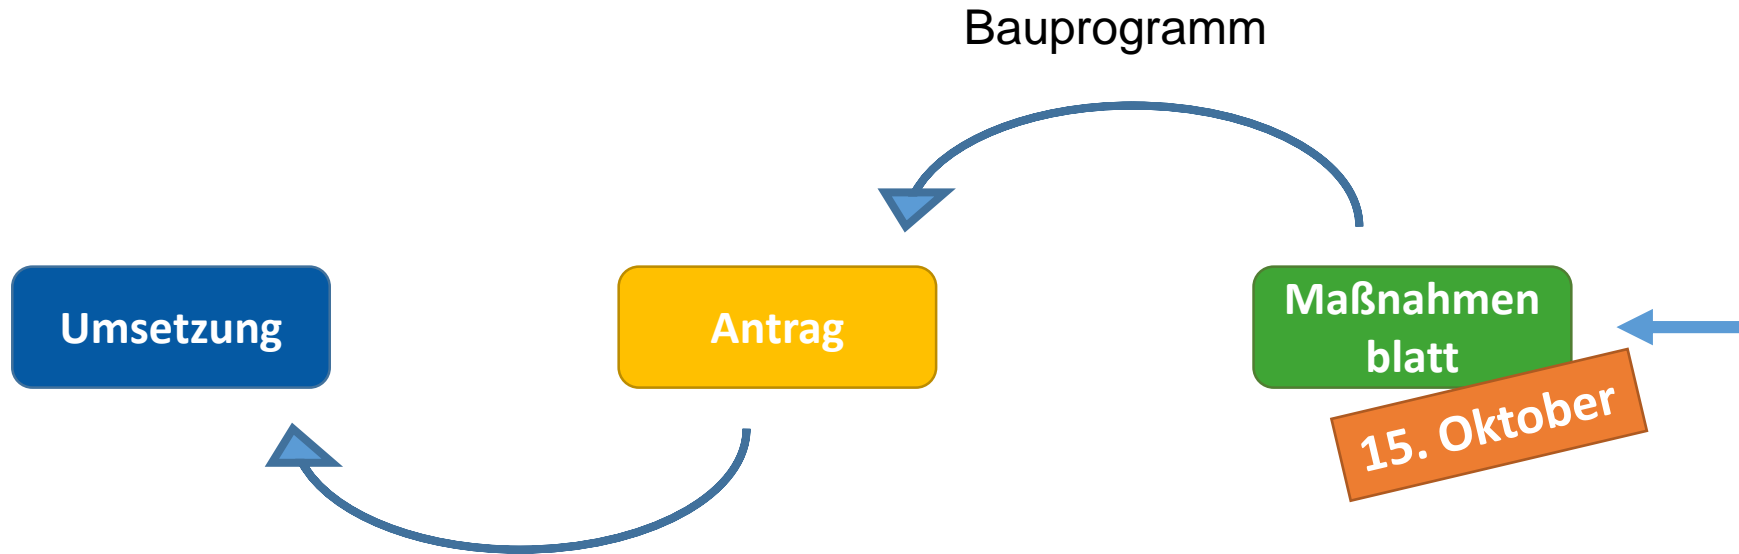 Bauprogramm
Umsetzung
Antrag
Maßnahmen
blatt
15. Oktober